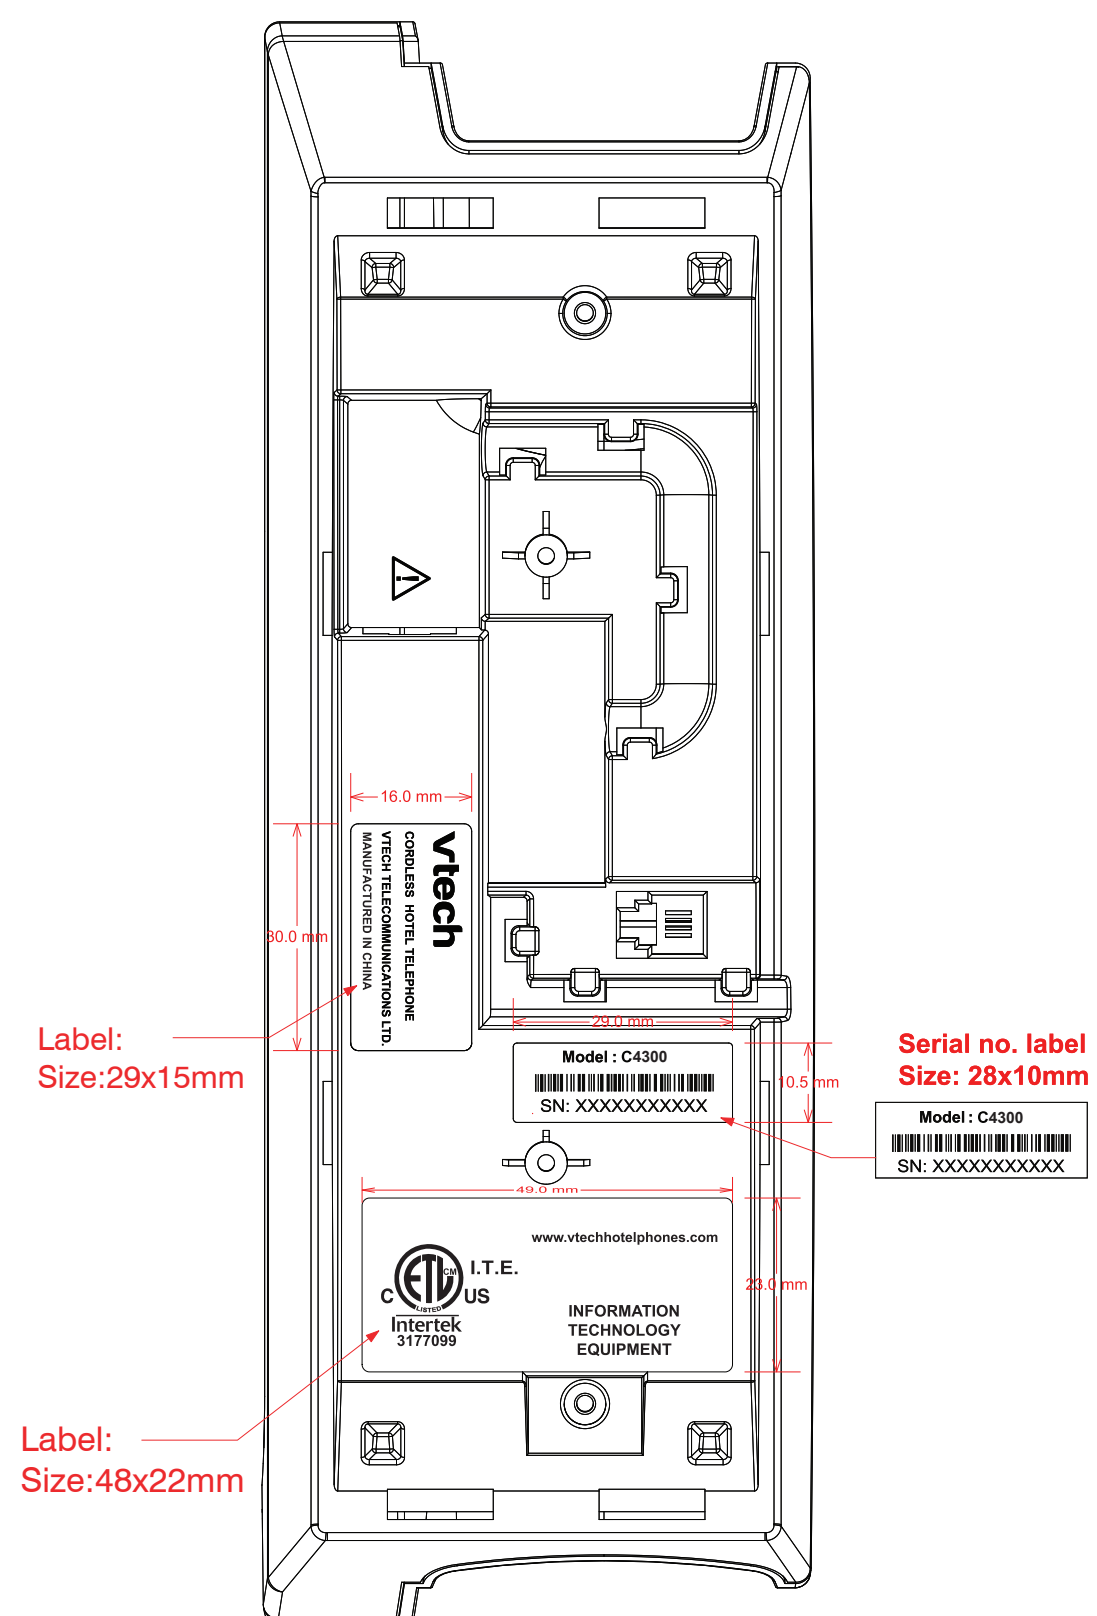 16.0 mm
30.0 mm
vtech
CORDLESS HOTEL TELEPHONE
VTECH TELECOMMUNICATIONS LTD.
MANUFACTURED IN CHINA
Label:
Size:29x15mm
29.0 mm
Model : C4300
SN: XXXXXXXXXXX
10.5 mm
Serial no. label
Size: 28x10mm
Model : C4300
SN: XXXXXXXXXXX
49.0 mm
www.vtechhotelphones.com
ETL
CM
LISTED
C
US
I.T.E.
Intertek
3177099
INFORMATION
TECHNOLOGY
EQUIPMENT
23.0 mm
Label:
Size:48x22mm